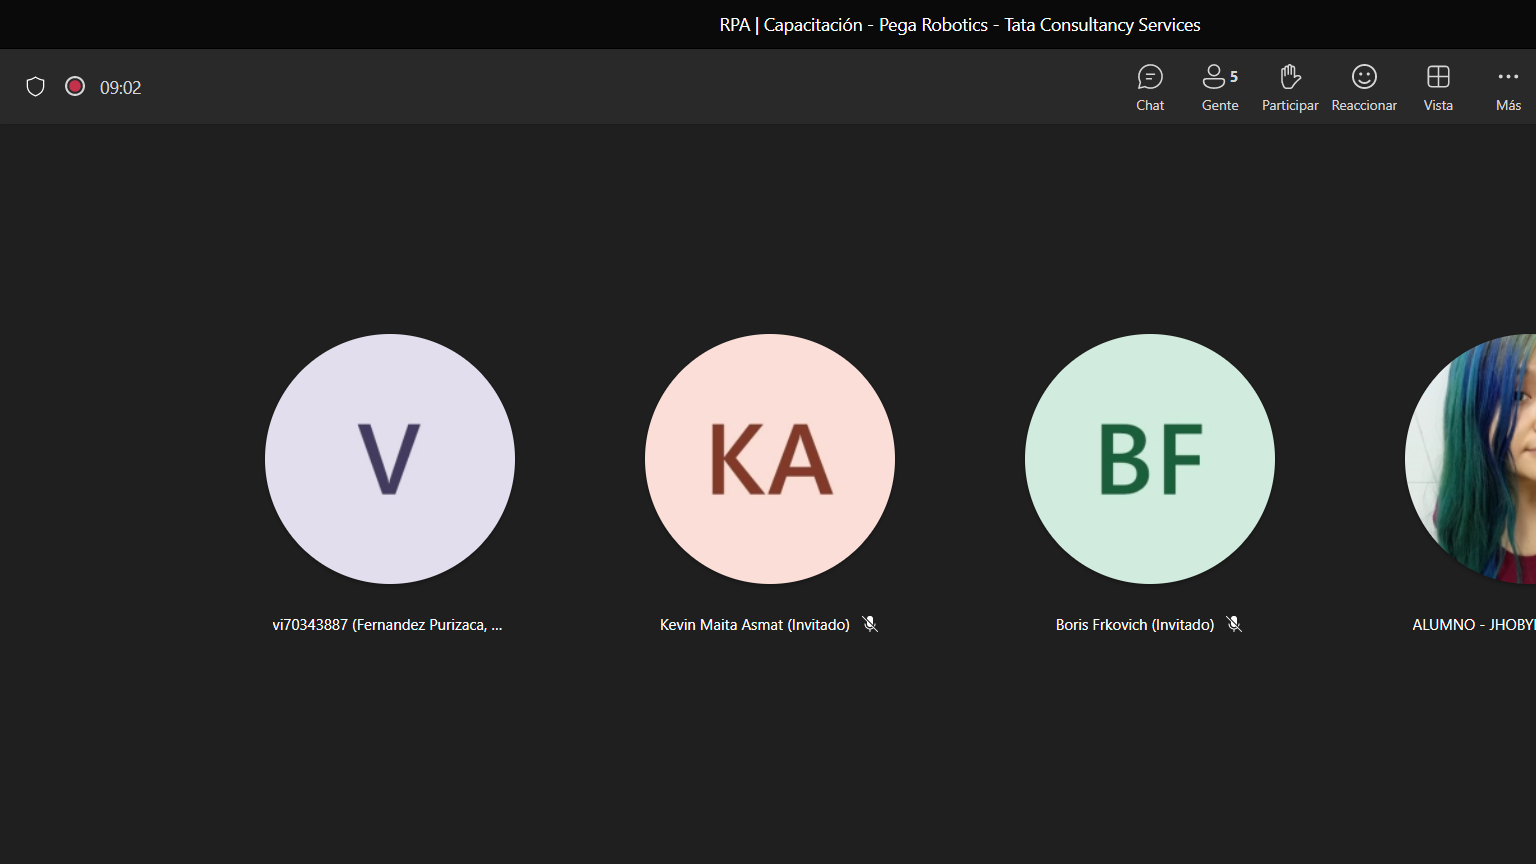 RPA | Capacitación - Pega Robotics - Tata Consultancy Services
09:02
5
Chat Gente Participar Reaccionar Vista Más
V KA BF
vi70343887 (Fernandez Purizaca, ... Kevin Maita Asmat (Invitado) Boris Frkovich (Invitado) ALUMNO -